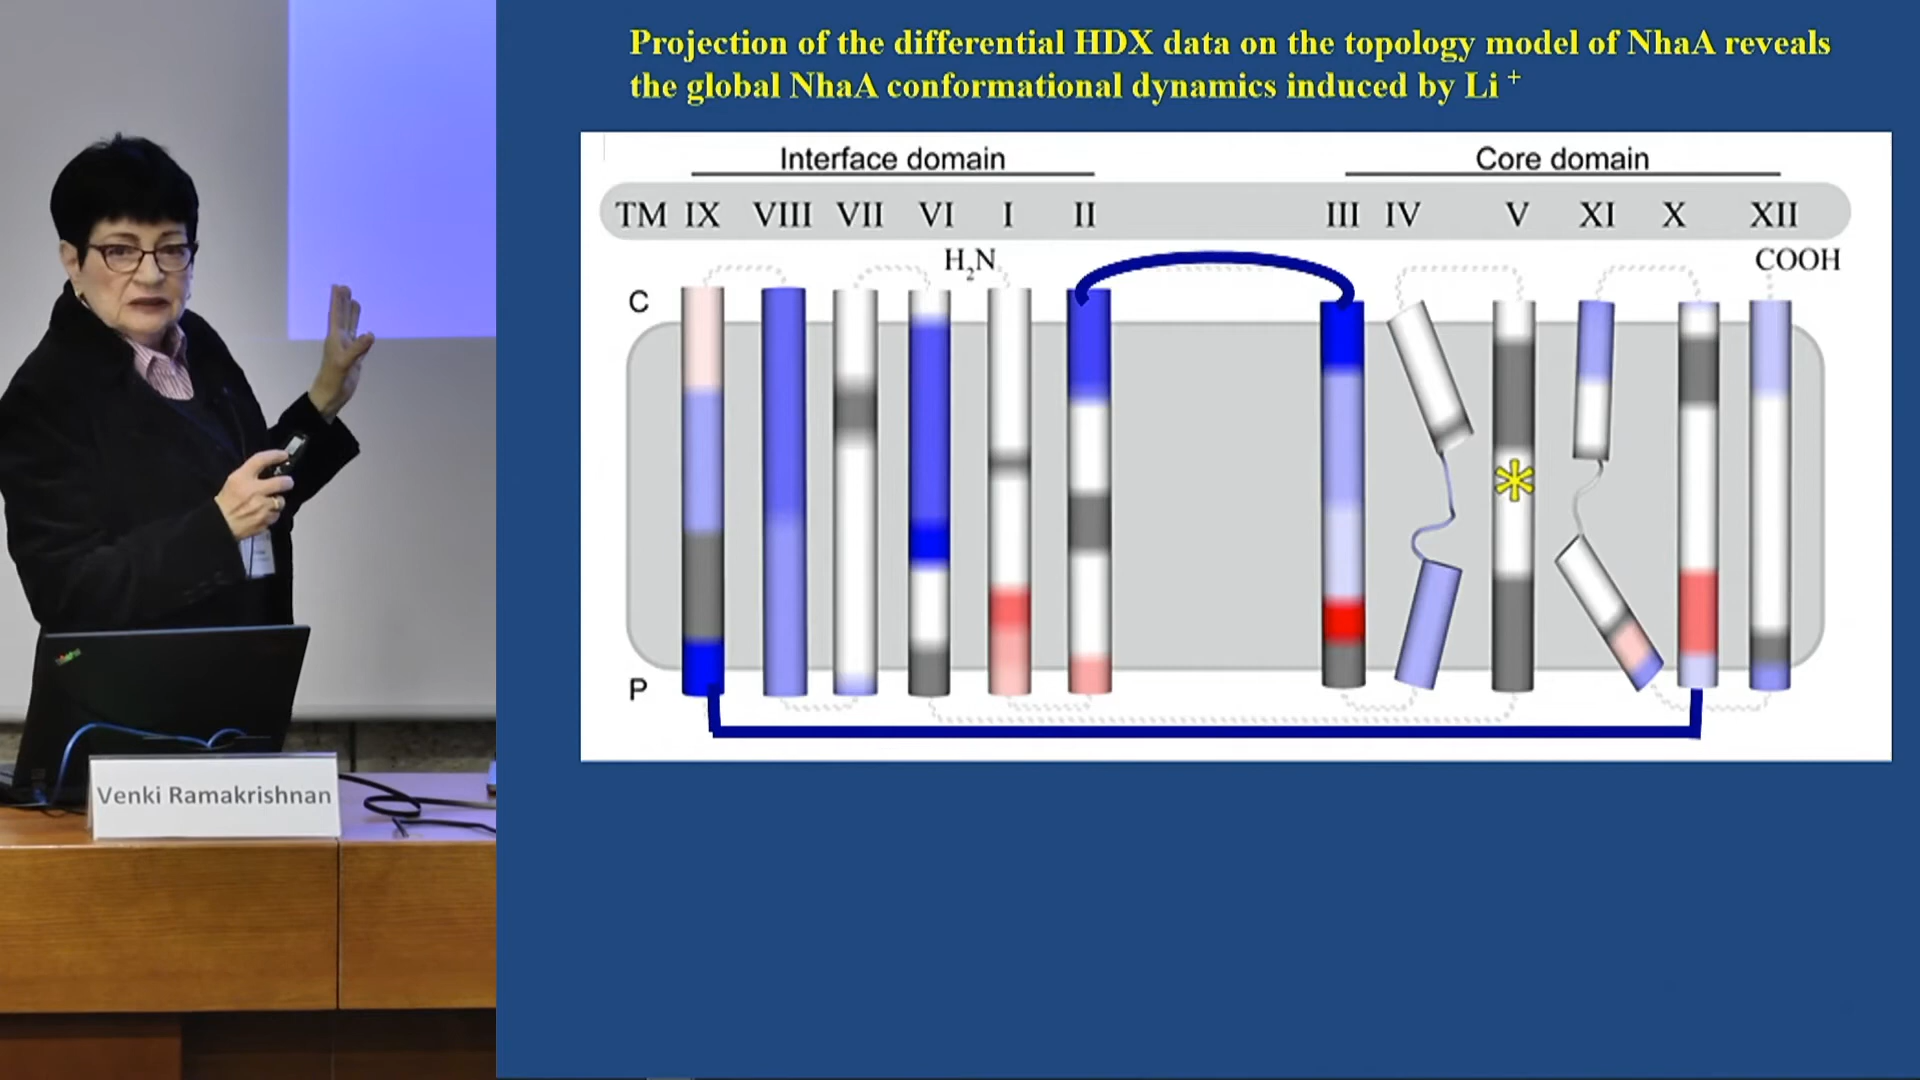 Projection of the differential HDX data on the topology model of NhaA reveals
the global NhaA conformational dynamics induced by Li +
Interface domain
Core domain
TM IX VIII VII VI I II III IV V XI X XII
H2N
COOH
C
*
P
Venki Ramakrishnan